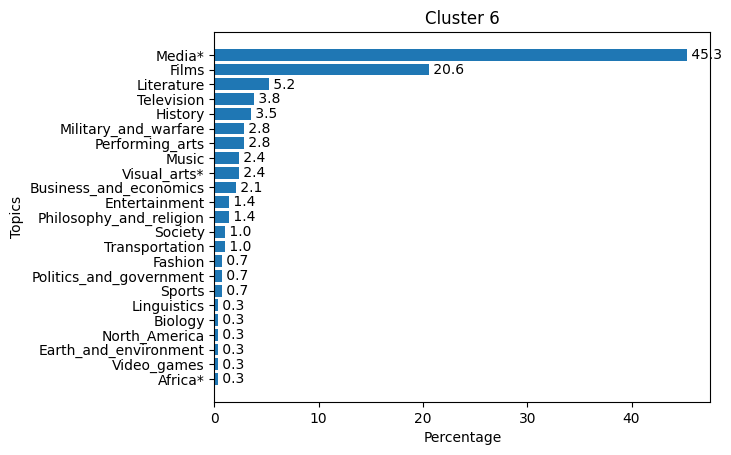 Cluster 6
Topics
Media* 45.3
Films 20.6
Literature 5.2
Television 3.8
History 3.5
Military_and_warfare 2.8
Performing_arts 2.8
Music 2.4
Visual_arts* 2.4
Business_and_economics 2.1
Entertainment 1.4
Philosophy_and_religion 1.4
Society 1.0
Transportation 1.0
Fashion 0.7
Politics_and_government 0.7
Sports 0.7
Linguistics 0.3
Biology 0.3
North_America 0.3
Earth_and_environment 0.3
Video_games 0.3
Africa* 0.3
0 10 20 30 40
Percentage